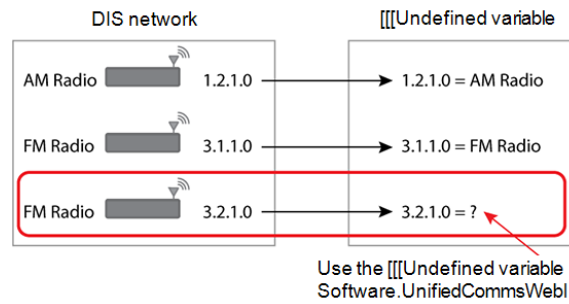 DIS network [[[Undefined variable
AM Radio 1.2.1.0 1.2.1.0 = AM Radio
FM Radio 3.1.1.0 3.1.1.0 = FM Radio
FM Radio 3.2.1.0 3.2.1.0 = ?
Use the [[[Undefined variable
Software.UnifiedCommsWebl